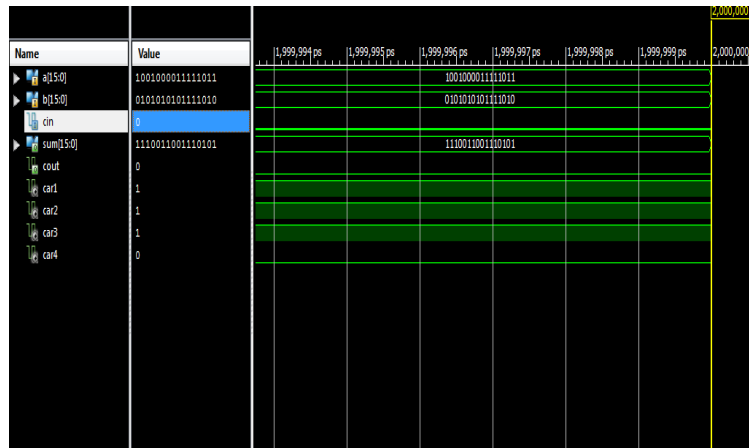 2,000,000
Name Value 1,999,994 ps 1,999,995 ps 1,999,996 ps 1,999,997 ps 1,999,998 ps 1,999,999 ps 2,000,000
a[15:0] 1001000011111011 1001000011111011
b[15:0] 0101010101111010 0101010101111010
cin 0
sum[15:0] 1110011001110101 1110011001110101
cout 0
car1 1
car2 1
car3 1
car4 0